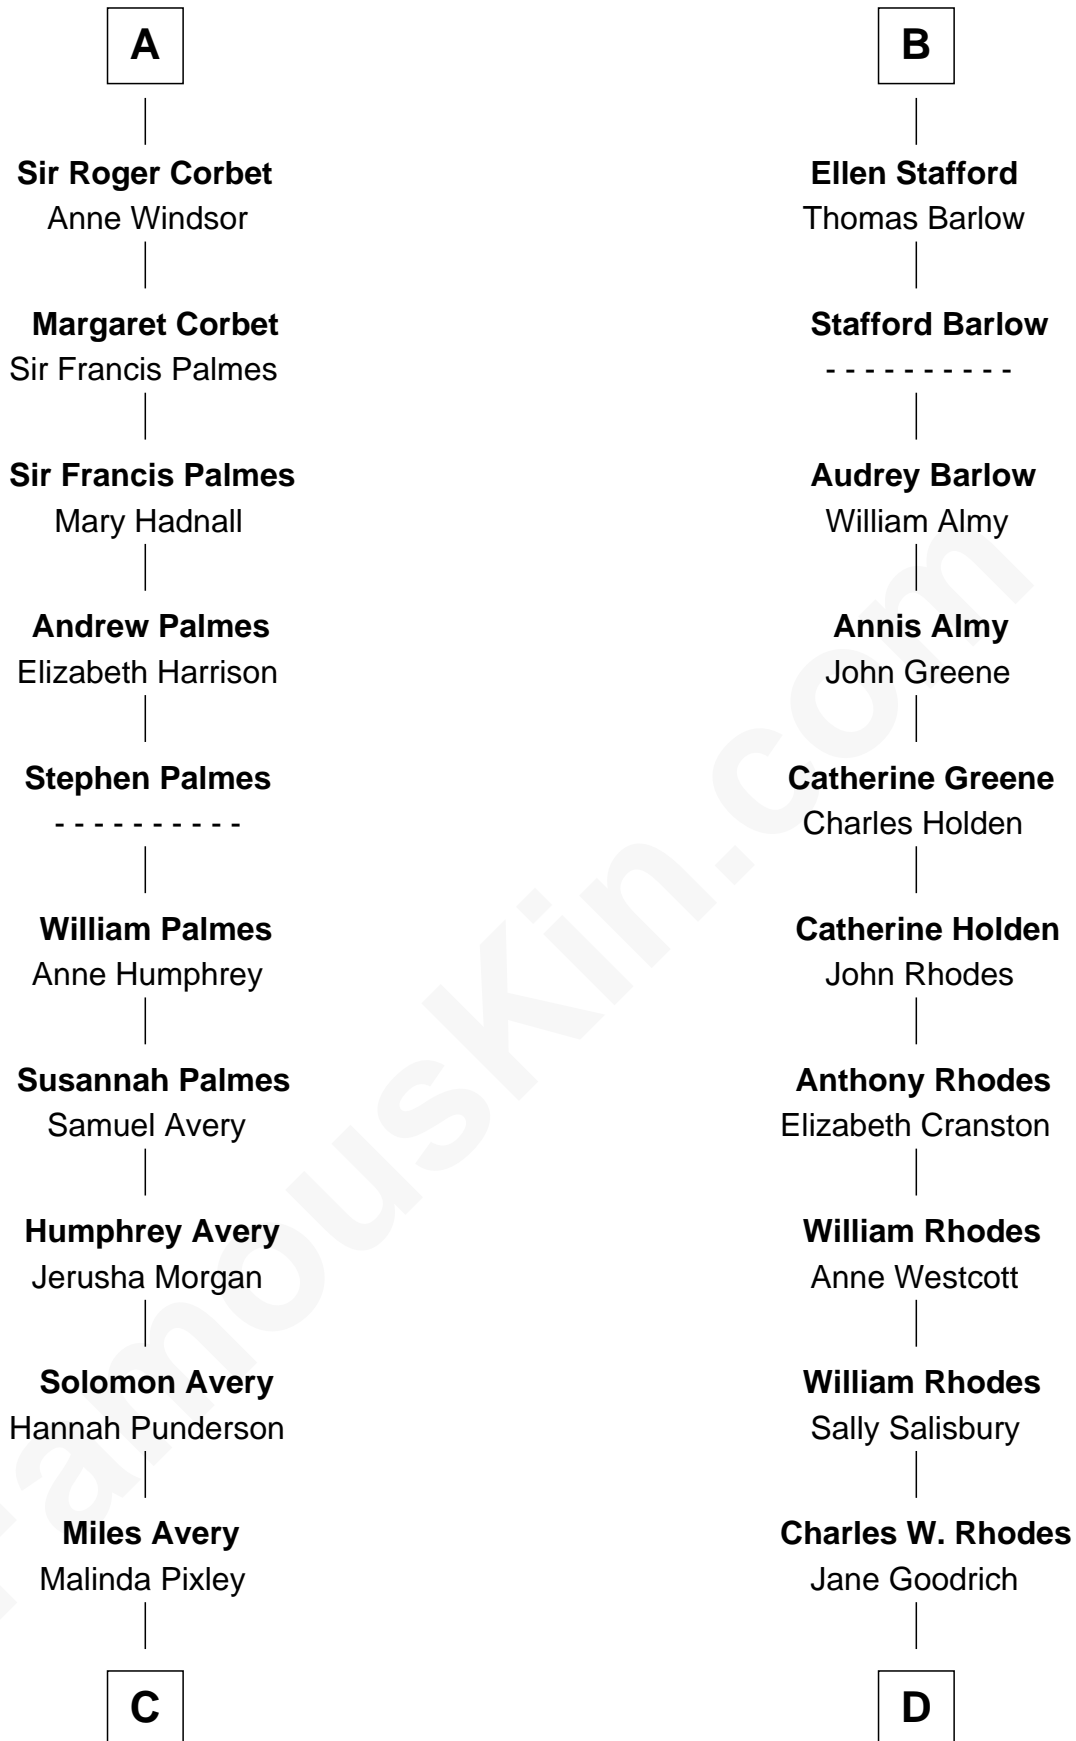 A
Sir Roger Corbet
Anne Windsor
Margaret Corbet
Sir Francis Palmes
Sir Francis Palmes
Mary Hadnall
Andrew Palmes
Elizabeth Harrison
Stephen Palmes
- - - - - - - - - -
William Palmes
Anne Humphrey
Susannah Palmes
Samuel Avery
Humphrey Avery
Jerusha Morgan
Solomon Avery
Hannah Punderson
Miles Avery
Malinda Pixley
C
B
Ellen Stafford
Thomas Barlow
Stafford Barlow
- - - - - - - - - -
Audrey Barlow
William Almy
Annis Almy
John Greene
Catherine Greene
Charles Holden
Catherine Holden
John Rhodes
Anthony Rhodes
Elizabeth Cranston
William Rhodes
Anne Westcott
William Rhodes
Sally Salisbury
Charles W. Rhodes
Jane Goodrich
D
FamousKin.com